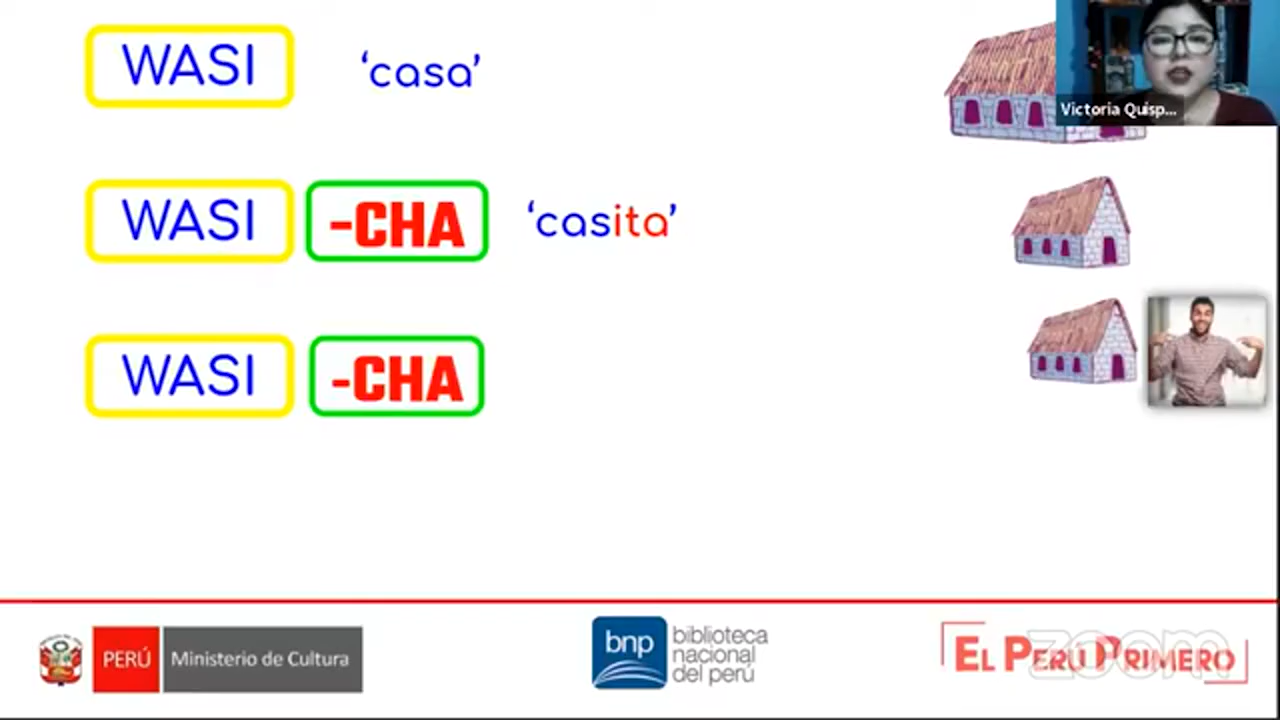 WASI ‘casa’
Victoria Quisp...
WASI -CHA ‘casita’
WASI -CHA
PERÚ Ministerio de Cultura
bnp biblioteca
nacional
del perú
EL PERÚ PRIMERO
zoom